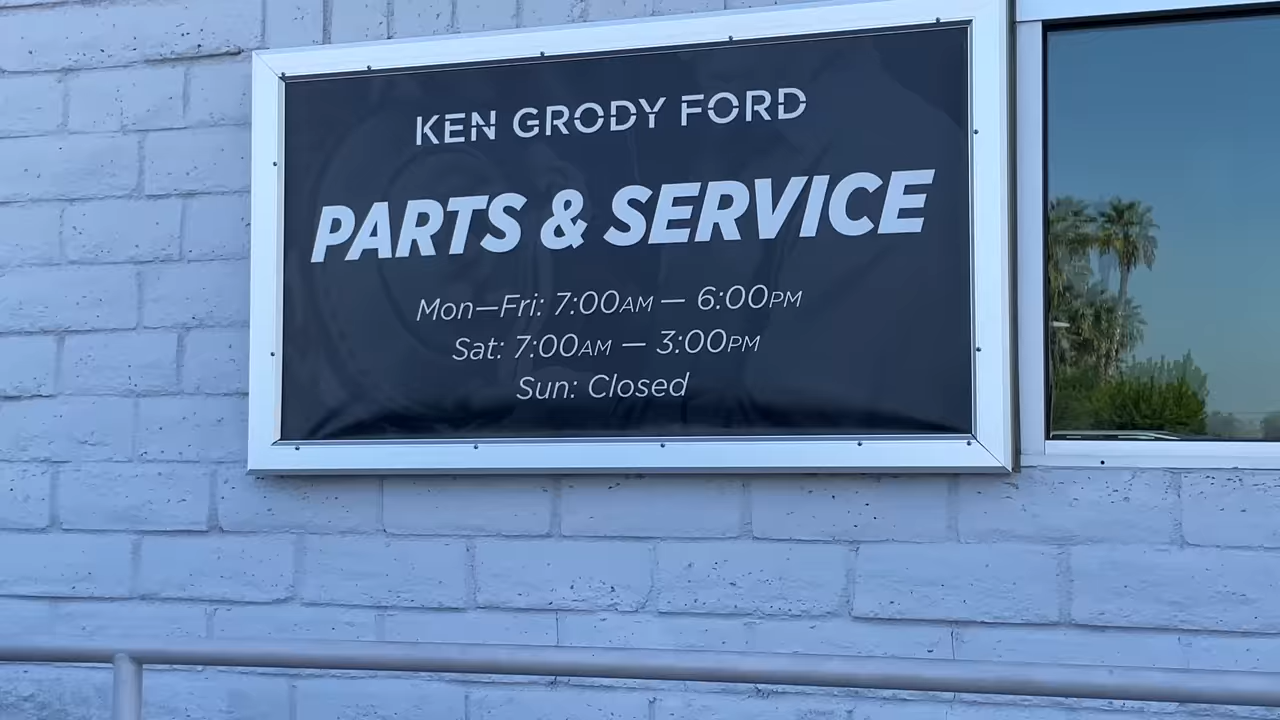 KEN GRODY FORD
PARTS & SERVICE
Mon—Fri: 7:00AM — 6:00PM
Sat: 7:00AM — 3:00PM
Sun: Closed